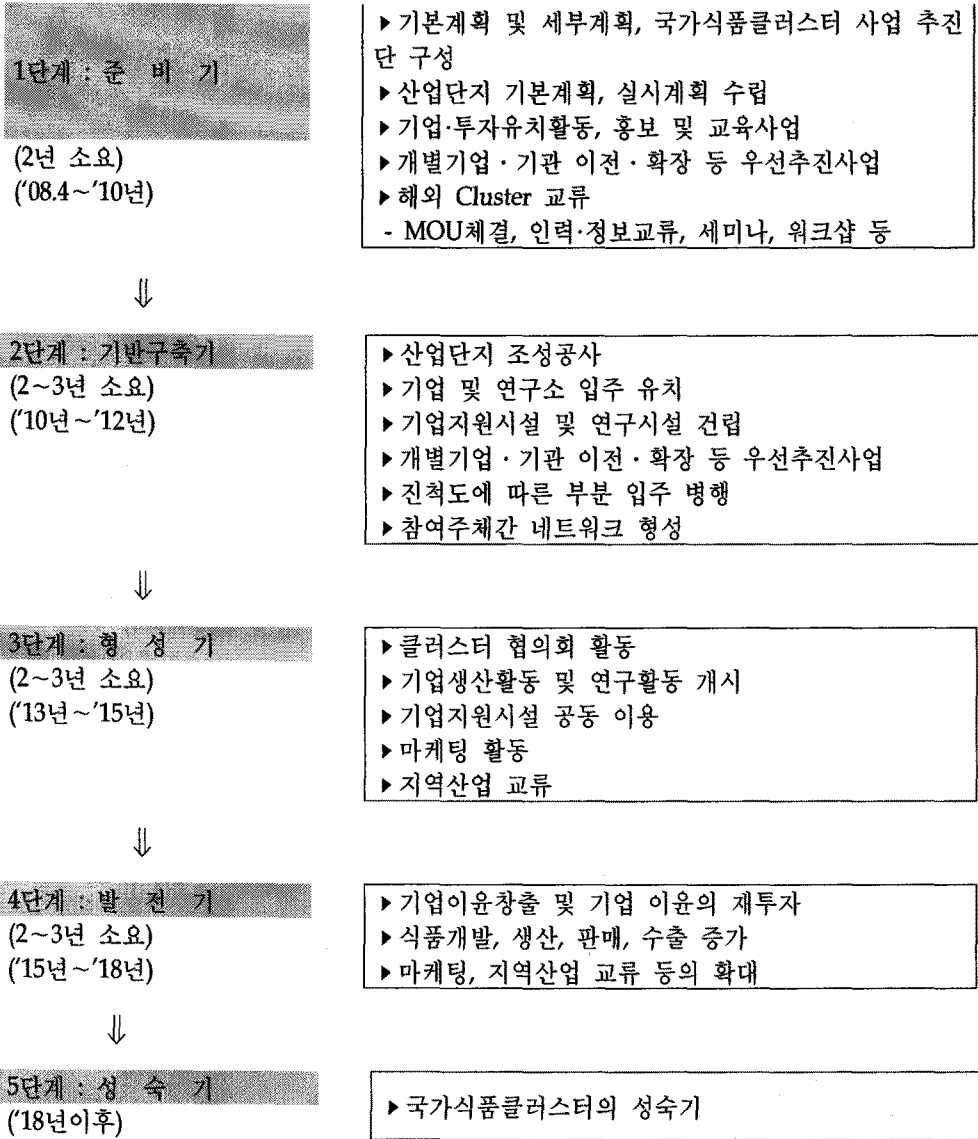 1단계 : 준 비 기
(2년 소요)
('08.4~'10년)
▶기본계획 및 세부계획, 국가식품클러스터 사업 추진
단 구성
▶산업단지 기본계획, 실시계획 수립
▶기업·투자유치활동, 홍보 및 교육사업
▶개별기업·기관 이전·확장 등 우선추진사업
▶해외 Cluster 교류
- MOU체결, 인력·정보교류, 세미나, 워크샵 등
⇓
2단계 : 기반구축기
(2~3년 소요)
('10년~'12년)
▶산업단지 조성공사
▶기업 및 연구소 입주 유치
▶기업지원시설 및 연구시설 건립
▶개별기업·기관 이전·확장 등 우선추진사업
▶진척도에 따른 부분 입주 병행
▶참여주체간 네트워크 형성
⇓
3단계 : 형 성 기
(2~3년 소요)
('13년~'15년)
▶클러스터 협의회 활동
▶기업생산활동 및 연구활동 개시
▶기업지원시설 공동 이용
▶마케팅 활동
▶지역산업 교류
⇓
4단계 : 발 전 기
(2~3년 소요)
('15년~'18년)
▶기업이윤창출 및 기업 이윤의 재투자
▶식품개발, 생산, 판매, 수출 증가
▶마케팅, 지역산업 교류 등의 확대
⇓
5단계 : 성 숙 기
('18년이후)
▶국가식품클러스터의 성숙기